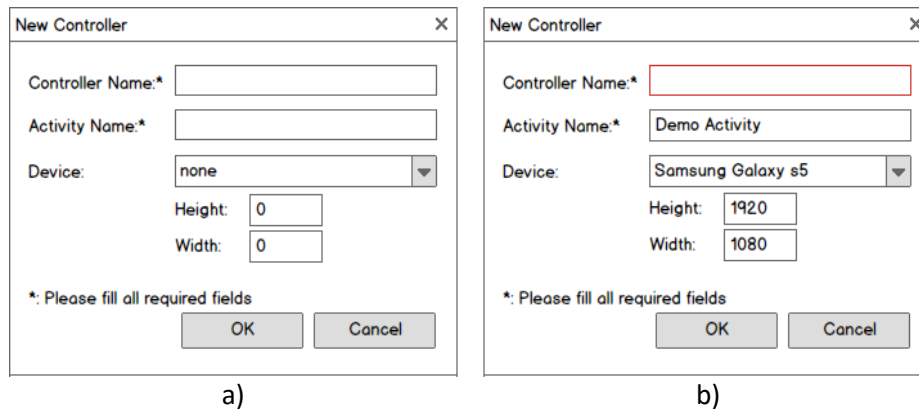 New Controller X
Controller Name:*
Activity Name:*
Device: none
Height: 0
Width: 0
*: Please fill all required fields
OK Cancel
a)
New Controller X
Controller Name:*
Activity Name:* Demo Activity
Device: Samsung Galaxy s5
Height: 1920
Width: 1080
*: Please fill all required fields
OK Cancel
b)